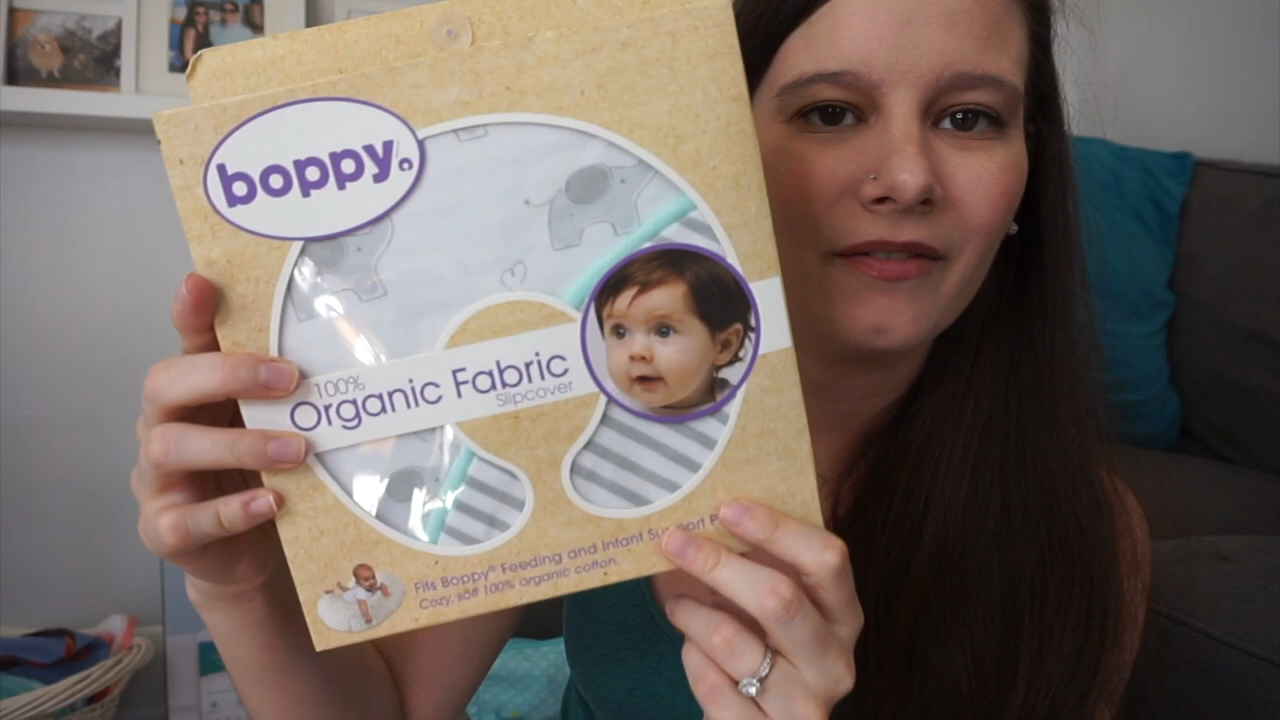 boppy
100%
Organic Fabric
Slipcover
Fits Boppy® Feeding and Infant Support
Cozy, soft 100% organic cotton.